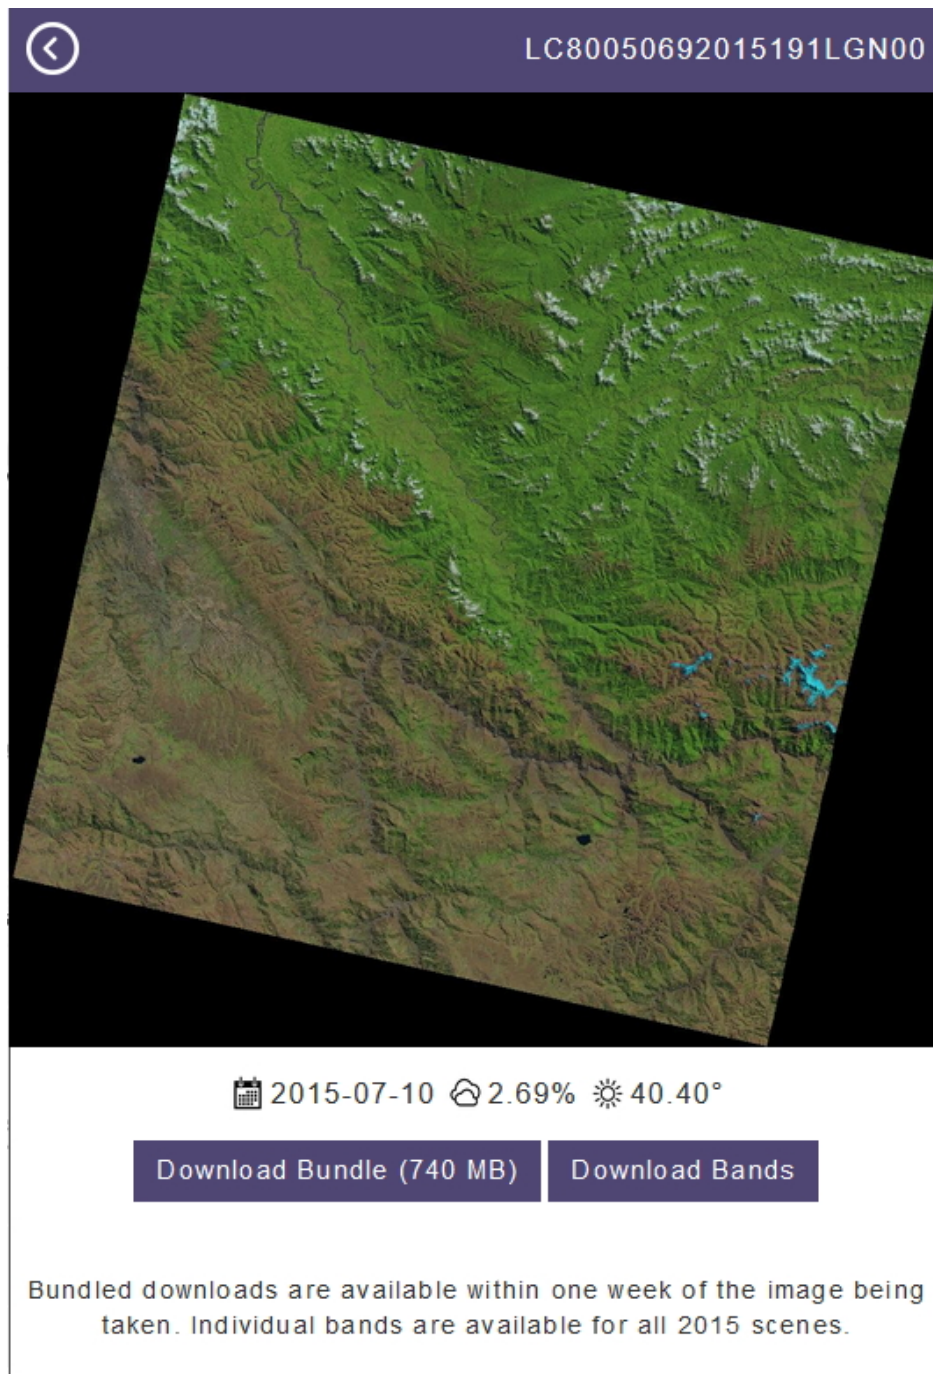 LC80050692015191LGN00
2015-07-10 2.69% 40.40°
Download Bundle (740 MB) Download Bands
Bundled downloads are available within one week of the image being
taken. Individual bands are available for all 2015 scenes.